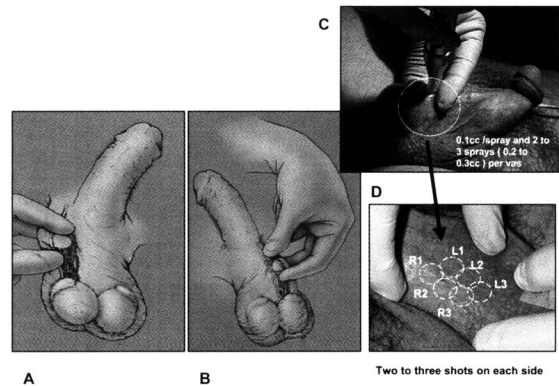 C
0.1cc /spray and 2 to
3 sprays ( 0.2 to
0.3cc ) per vas
D
R1
L1
L2
R2
L3
R3
A
B
Two to three shots on each side